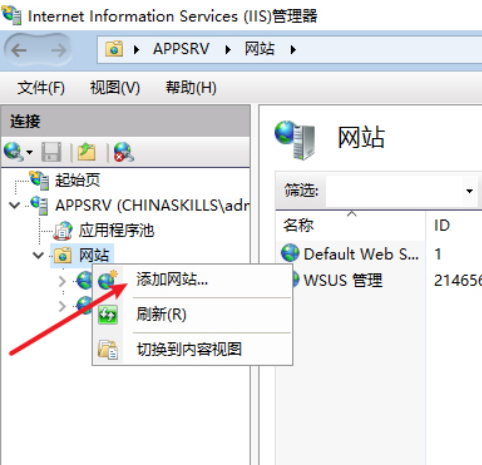 Internet Information Services (IIS)管理器
APPSRV 网站
文件(F) 视图(V) 帮助(H)
连接
起始页
APPSRV (CHINASKILLS\adr
应用程序池
网站
添加网站...
刷新(R)
切换到内容视图
网站
筛选:
名称 ID
Default Web S... 1
WSUS 管理 214656